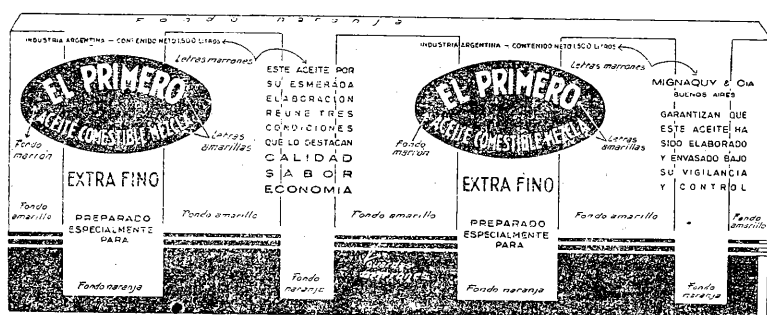 Fondo naranja
INDUSTRIA ARGENTINA - CONTENIDO NETO 1.500 LITROS
Letras marrones
EL PRIMERO
ACEITE COMESTIBLE MEZCLA
Fondo marrón
Letras amarillas
EXTRA FINO
Fondo amarillo
PREPARADO
ESPECIALMENTE
PARA
Fondo naranja
ESTE ACEITE POR
SU ESMERADA
ELABORACION
REUNE TRES
CONDICIONES
QUE LO DESTACAN
CALIDAD
SABOR
ECONOMIA
Fondo amarillo
Fondo naranja
INDUSTRIA ARGENTINA - CONTENIDO NETO 1.500 LITROS
Letras marrones
EL PRIMERO
ACEITE COMESTIBLE MEZCLA
Fondo marrón
Letras amarillas
EXTRA FINO
Fondo amarillo
PREPARADO
ESPECIALMENTE
PARA
Fondo naranja
MIGNAQUY & CIA
BUENOS AIRES
GARANTIZAN QUE
ESTE ACEITE HA
SIDO ELABORADO
Y ENVASADO BAJO
SU VIGILANCIA
Y CONTROL
Fondo amarillo
Fondo amarillo
Fondo naranja